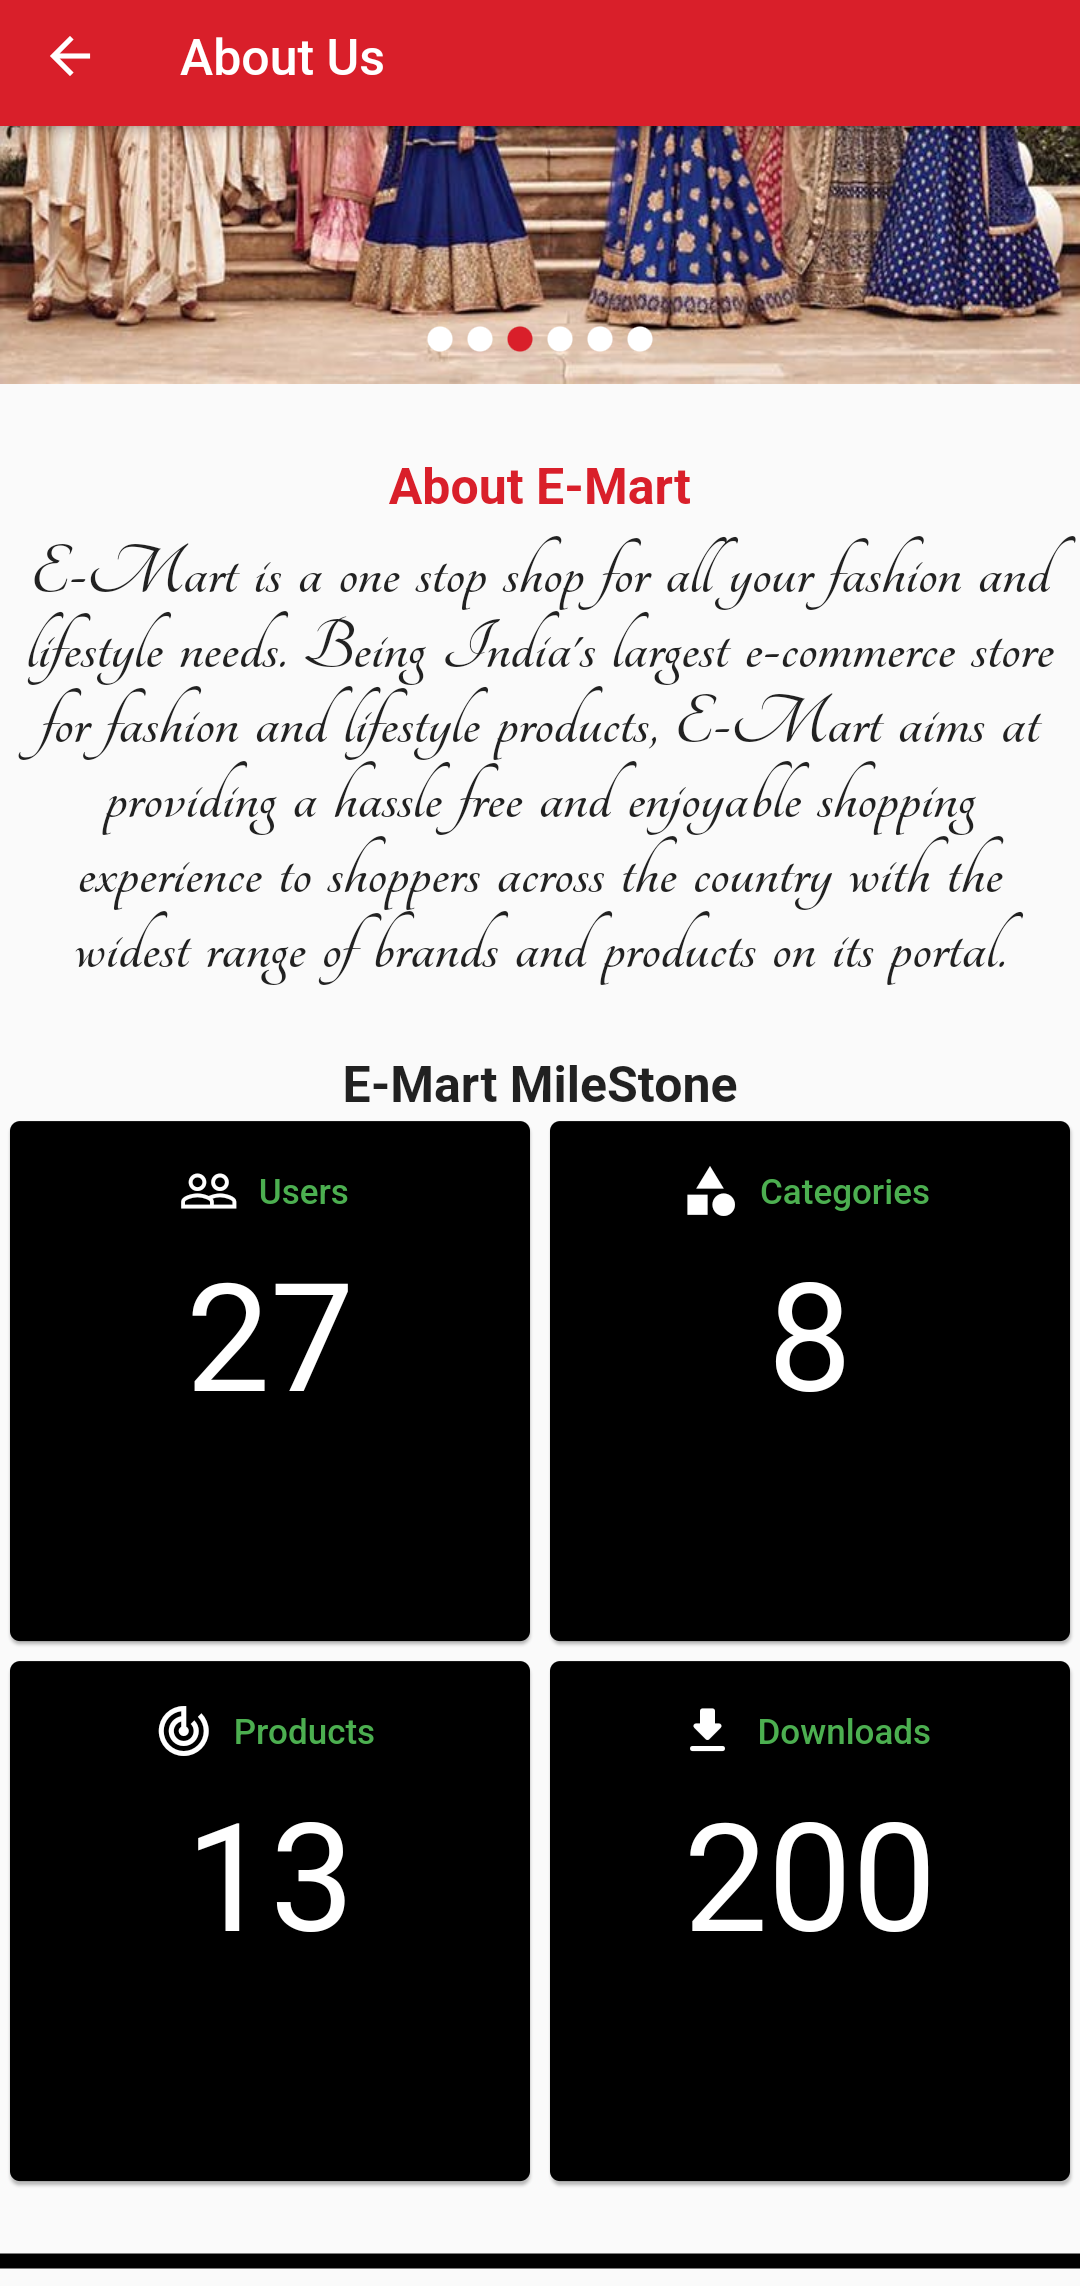 About Us
About E-Mart
E-Mart is a one stop shop for all your fashion and
lifestyle needs. Being India's largest e-commerce store
for fashion and lifestyle products, E-Mart aims at
providing a hassle free and enjoyable shopping
experience to shoppers across the country with the
widest range of brands and products on its portal.
E-Mart MileStone
Users
27
Categories
8
Products
13
Downloads
200